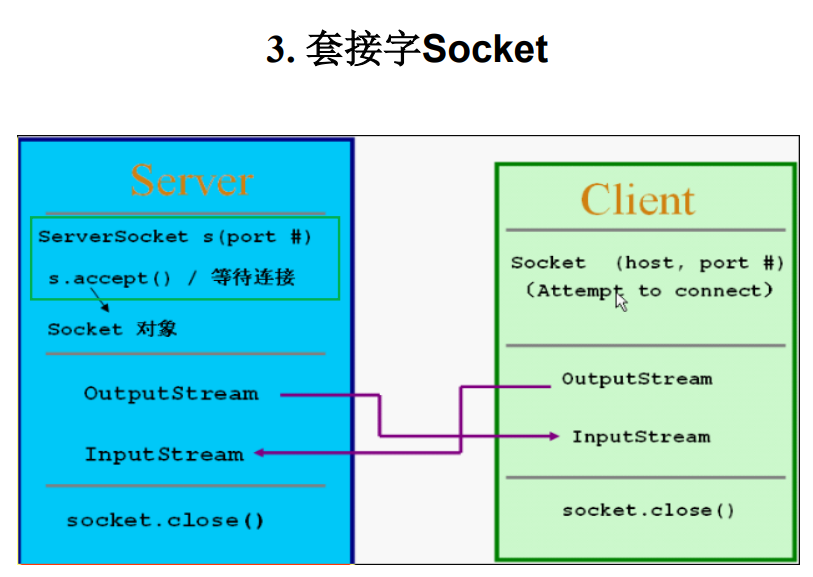 3. 套接字Socket
Server
ServerSocket s(port #)
s.accept() / 等待连接
Socket 对象
OutputStream
InputStream
socket.close()
Client
Socket (host, port #)
(Attempt to connect)
OutputStream
InputStream
socket.close()